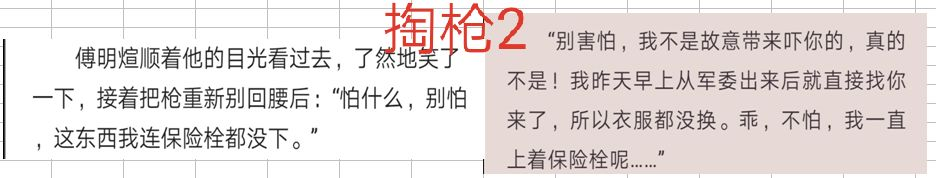 掏枪2
傅明煊顺着他的目光看过去，了然地笑了
一下，接着把枪重新别回腰后：“怕什么，别怕
，这东西我连保险栓都没下。”
“别害怕，我不是故意带来吓你的，真的
不是！我昨天早上从军委出来后就直接找你
来了，所以衣服都没换。乖，不怕，我一直
上着保险栓呢……”